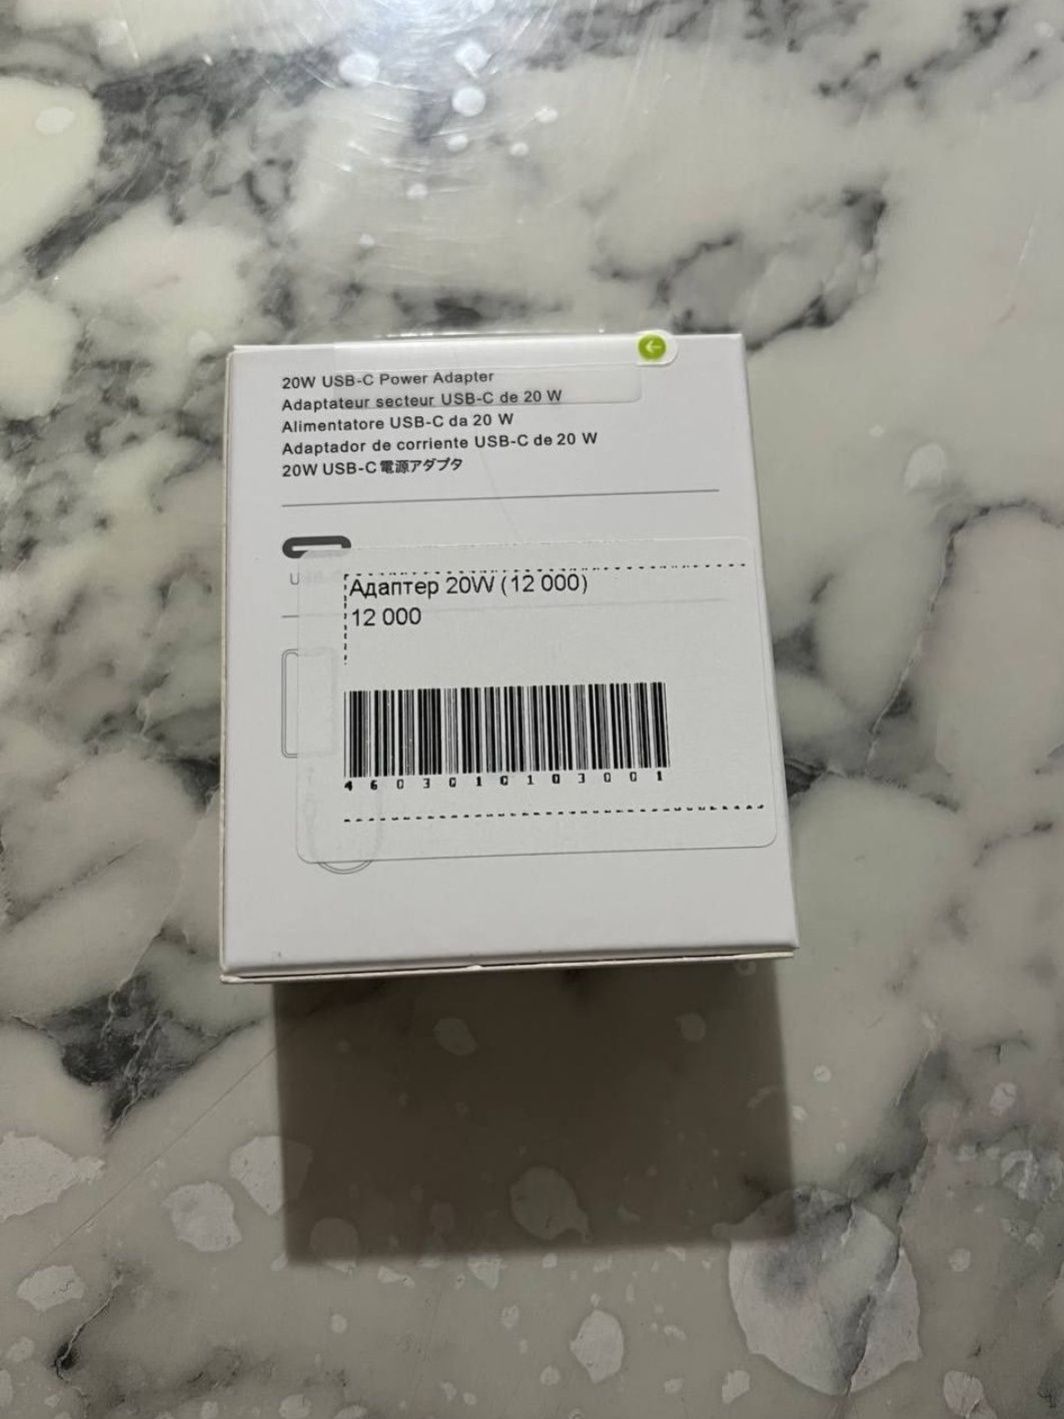 20W USB-C Power Adapter
Adaptateur secteur USB-C de 20 W
Alimentatore USB-C da 20 W
Adaptador de corriente USB-C de 20 W
20W USB-C 電源アダプタ
Адаптер 20W (12 000)
12 000
4603010103001